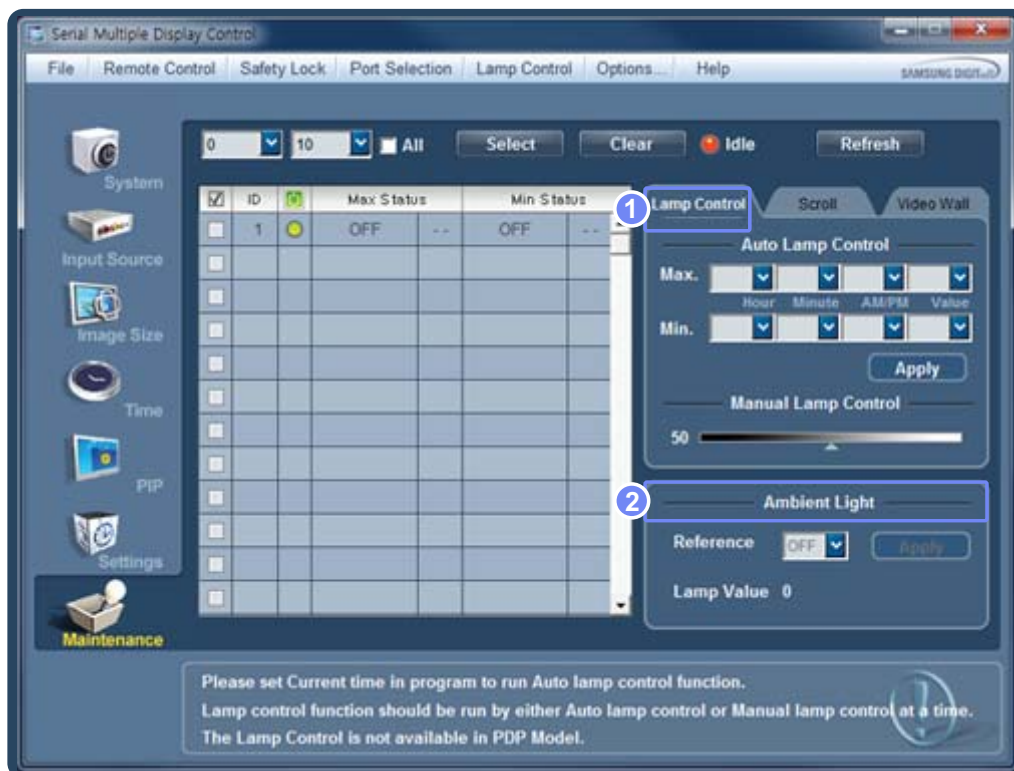 Serial Multiple Display Control
File Remote Control Safety Lock Port Selection Lamp Control Options... Help SAMSUNG DIGITall
0 10 All Select Clear Idle Refresh
System
Input Source
Image Size
Time
PIP
Settings
Maintenance
ID Max Status Min Status
1 OFF - - OFF - -
1 Lamp Control Scroll Video Wall
Auto Lamp Control
Max.
Hour Minute AM/PM Value
Min.
Apply
Manual Lamp Control
50
2 Ambient Light
Reference OFF Apply
Lamp Value 0
Please set Current time in program to run Auto lamp control function.
Lamp control function should be run by either Auto lamp control or Manual lamp control at a time.
The Lamp Control is not available in PDP Model.